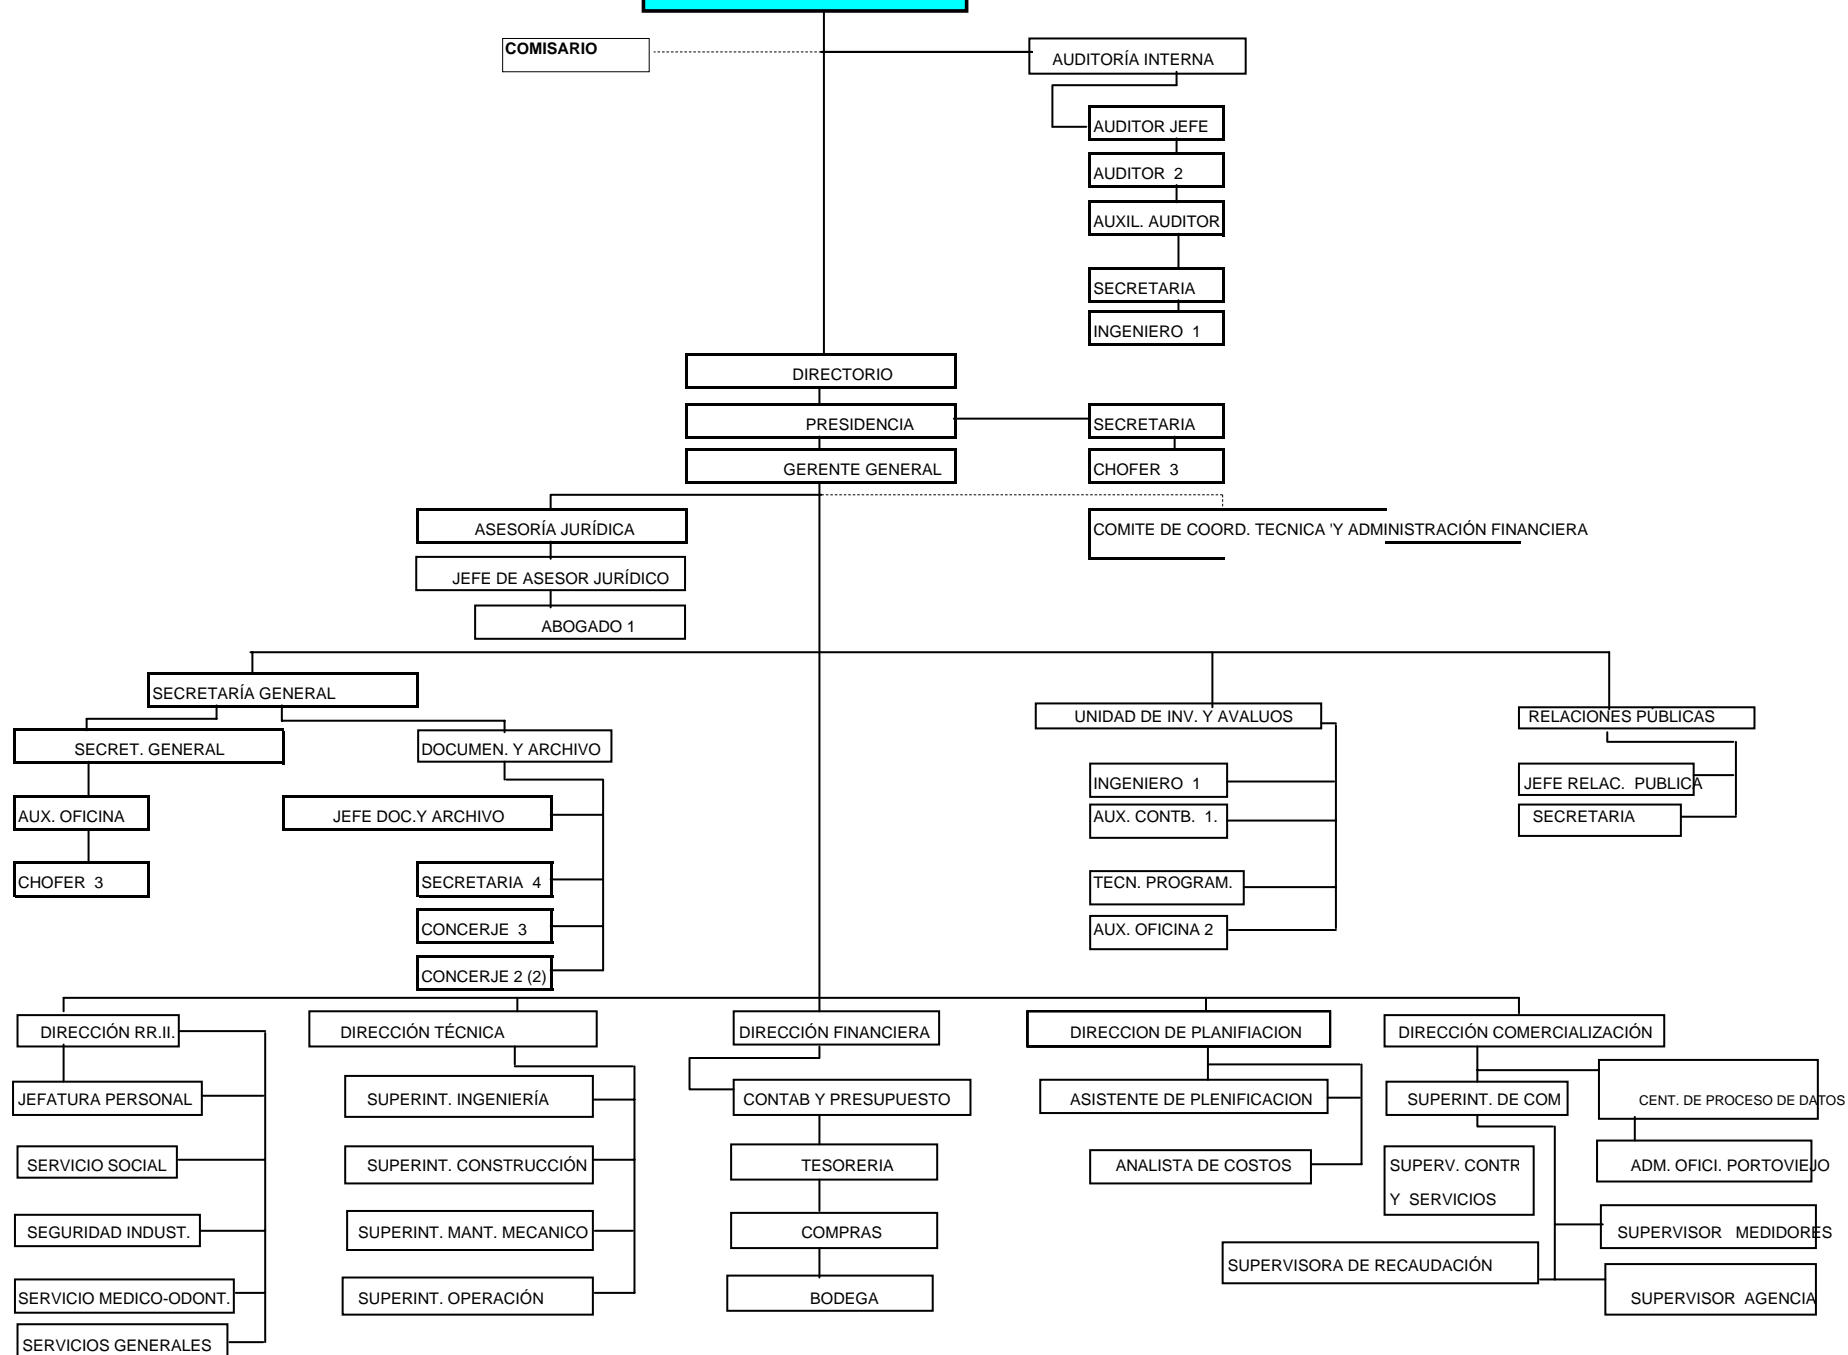 COMISARIO
AUDITORÍA INTERNA
AUDITOR JEFE
AUDITOR 2
AUXIL. AUDITOR
SECRETARIA
INGENIERO 1
DIRECTORIO
PRESIDENCIA
SECRETARIA
GERENTE GENERAL
CHOFER 3
ASESORÍA JURÍDICA
COMITE DE COORD. TECNICA 'Y ADMINISTRACIÓN FINANCIERA
JEFE DE ASESOR JURÍDICO
ABOGADO 1
SECRETARÍA GENERAL
UNIDAD DE INV. Y AVALUOS
RELACIONES PÚBLICAS
SECRET. GENERAL
DOCUMEN. Y ARCHIVO
INGENIERO 1
JEFE RELAC. PUBLICA
AUX. OFICINA
JEFE DOC.Y ARCHIVO
AUX. CONTB. 1.
SECRETARIA
CHOFER 3
SECRETARIA 4
TECN. PROGRAM.
CONCERJE 3
AUX. OFICINA 2
CONCERJE 2 (2)
DIRECCIÓN RR.II.
DIRECCIÓN TÉCNICA
DIRECCIÓN FINANCIERA
DIRECCION DE PLANIFIACION
DIRECCIÓN COMERCIALIZACIÓN
JEFATURA PERSONAL
SUPERINT. INGENIERÍA
CONTAB Y PRESUPUESTO
ASISTENTE DE PLENIFICACION
SUPERINT. DE COM
CENT. DE PROCESO DE DATOS
SERVICIO SOCIAL
SUPERINT. CONSTRUCCIÓN
TESORERIA
ANALISTA DE COSTOS
SUPERV. CONTR
Y SERVICIOS
ADM. OFICI. PORTOVIEJO
SEGURIDAD INDUST.
SUPERINT. MANT. MECANICO
COMPRAS
SUPERVISOR MEDIDORES
SUPERVISORA DE RECAUDACIÓN
SERVICIO MEDICO-ODONT.
SUPERINT. OPERACIÓN
BODEGA
SUPERVISOR AGENCIA
SERVICIOS GENERALES